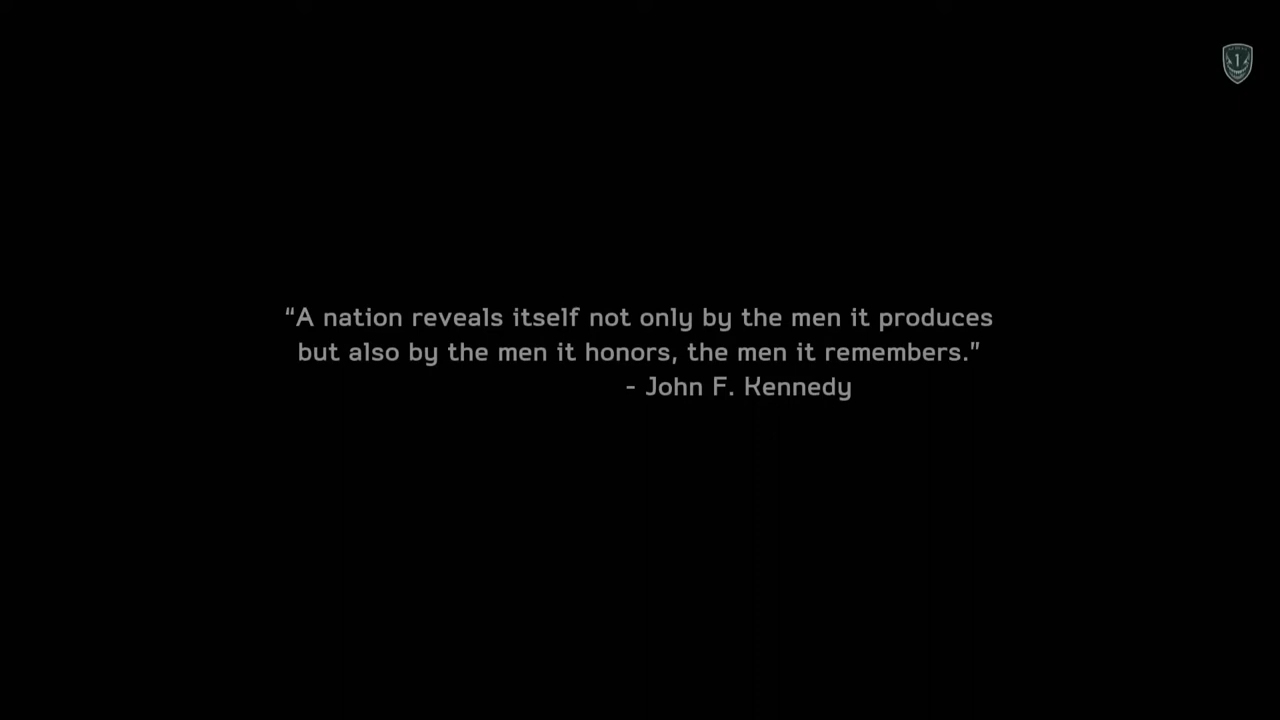 “A nation reveals itself not only by the men it produces
but also by the men it honors, the men it remembers.”
- John F. Kennedy
1